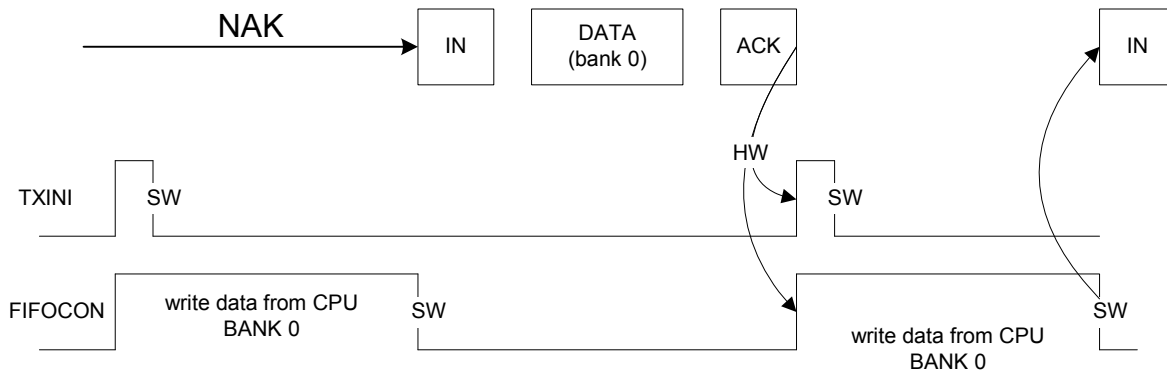 NAK
IN
DATA
(bank 0)
ACK
IN
HW
TXINI
SW
SW
FIFOCON
write data from CPU
BANK 0
SW
write data from CPU
BANK 0
SW